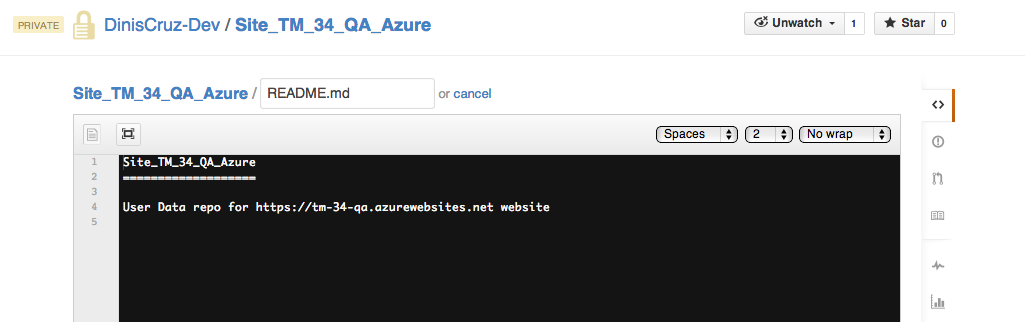 PRIVATE DinisCruz-Dev / Site_TM_34_QA_Azure Unwatch 1 Star 0
Site_TM_34_QA_Azure / README.md or cancel
Spaces 2 No wrap
1 Site_TM_34_QA_Azure
2 ===================
3
4 User Data repo for https://tm-34-qa.azurewebsites.net website
5